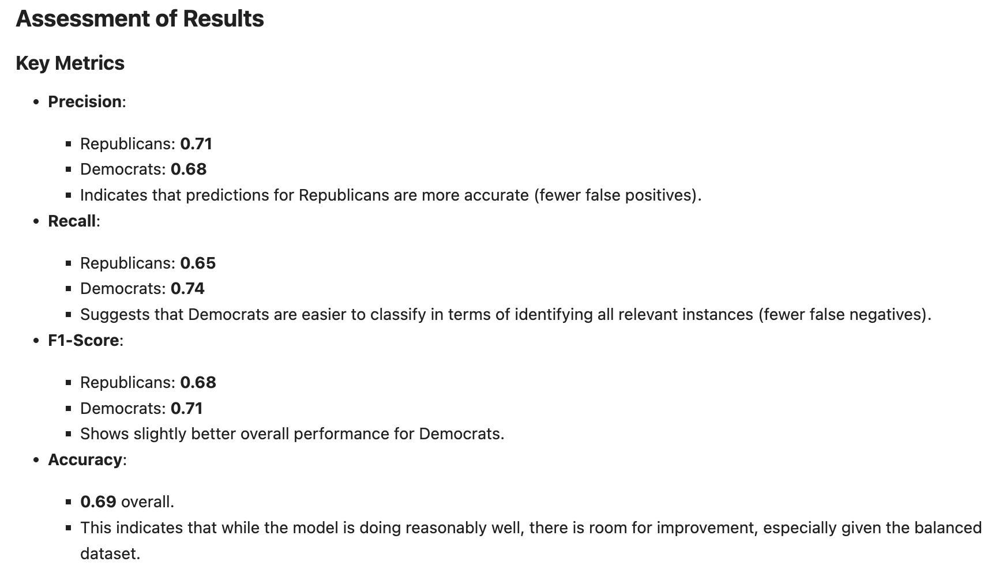 Assessment of Results
Key Metrics
• Precision:
▪ Republicans: 0.71
▪ Democrats: 0.68
▪ Indicates that predictions for Republicans are more accurate (fewer false positives).
• Recall:
▪ Republicans: 0.65
▪ Democrats: 0.74
▪ Suggests that Democrats are easier to classify in terms of identifying all relevant instances (fewer false negatives).
• F1-Score:
▪ Republicans: 0.68
▪ Democrats: 0.71
▪ Shows slightly better overall performance for Democrats.
• Accuracy:
▪ 0.69 overall.
▪ This indicates that while the model is doing reasonably well, there is room for improvement, especially given the balanced
dataset.